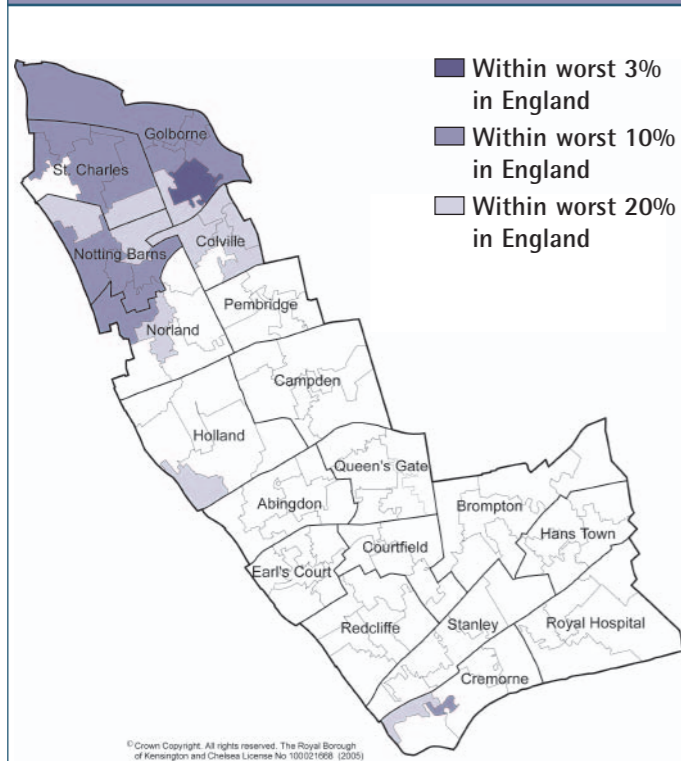 Within worst 3%
in England
Within worst 10%
in England
Within worst 20%
in England
Golborne
St. Charles
Colville
Notting Barns
Pembridge
Norland
Campden
Holland
Queen's Gate
Abingdon
Brompton
Hans Town
Courtfield
Earl's Court
Redcliffe
Stanley
Royal Hospital
Cremorne
© Crown Copyright. All rights reserved. The Royal Borough
of Kensington and Chelsea License No 100021668 (2005)